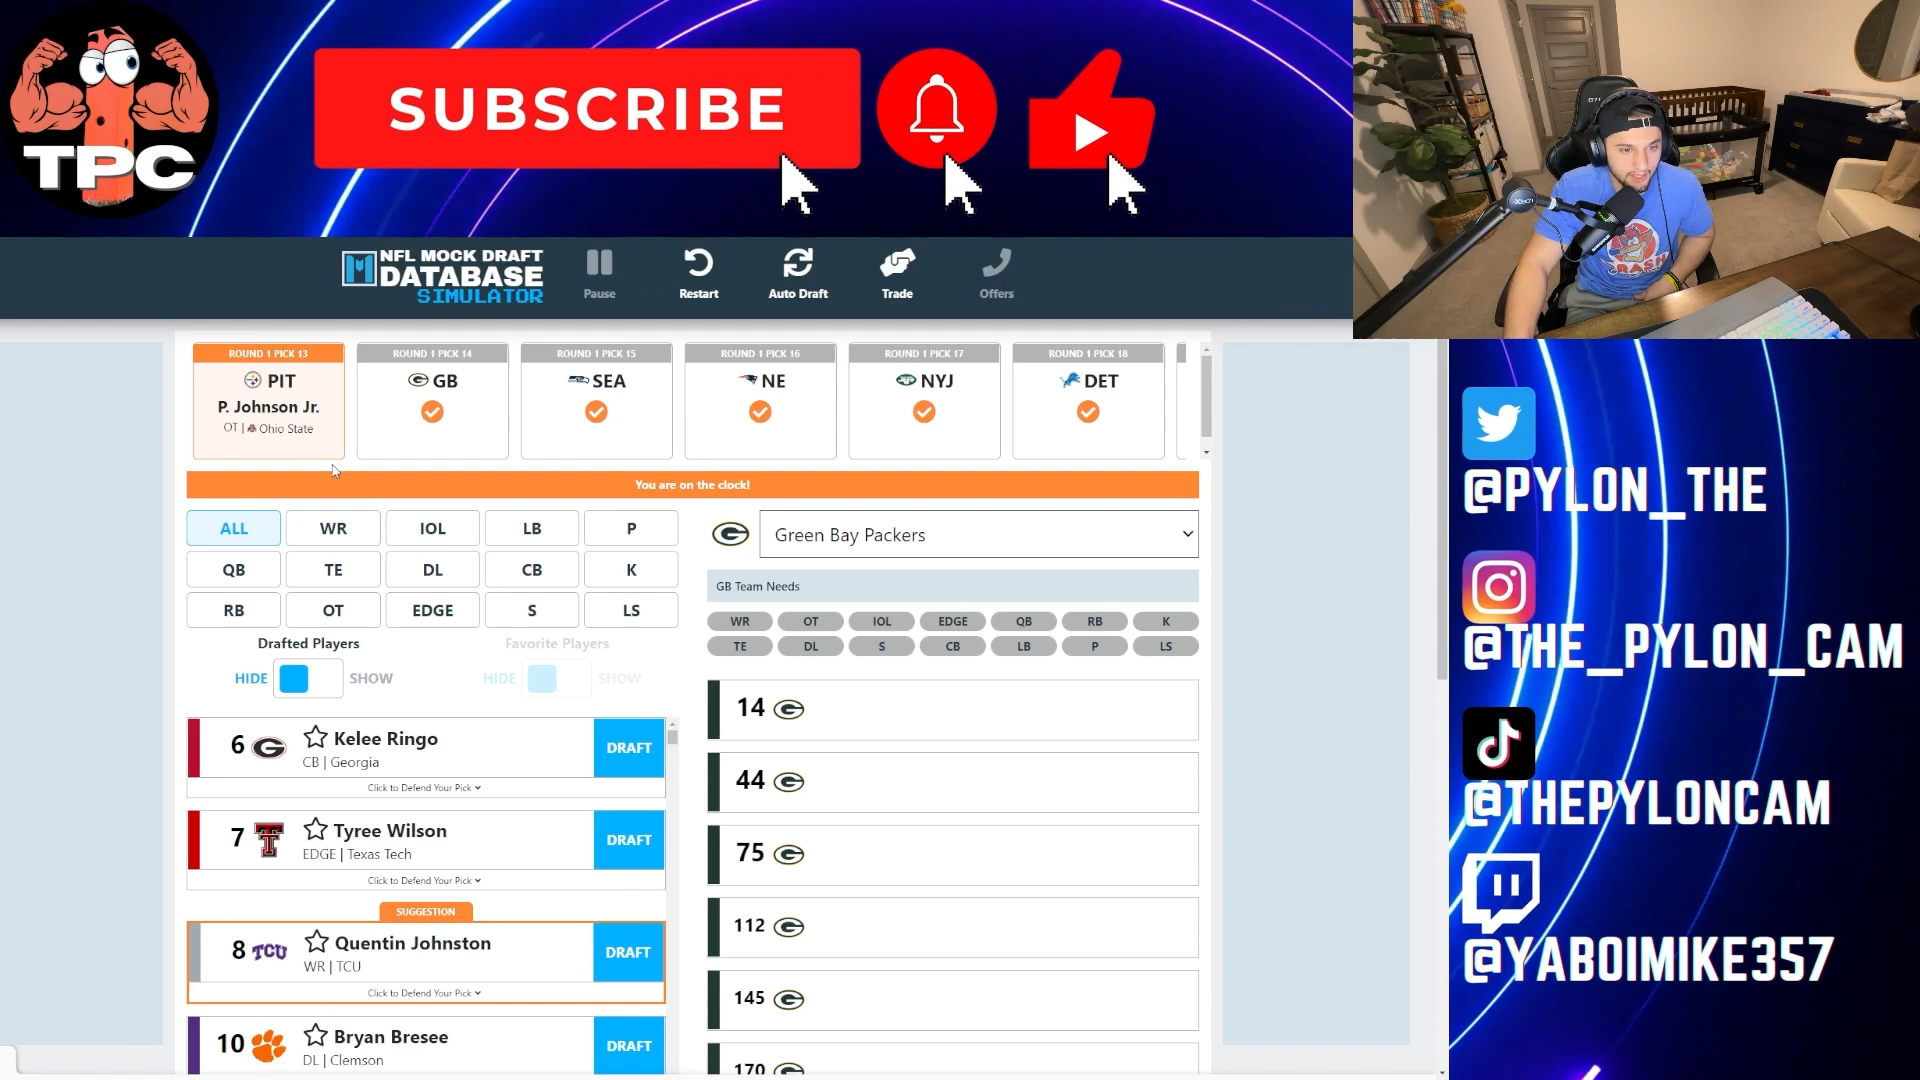 TPC
SUBSCRIBE
NFL MOCK DRAFT
DATABASE
SIMULATOR
Pause
Restart
Auto Draft
Trade
Offers
ROUND 1 PICK 13
PIT
P. Johnson Jr.
OT | Ohio State
ROUND 1 PICK 14
GB
ROUND 1 PICK 15
SEA
ROUND 1 PICK 16
NE
ROUND 1 PICK 17
NYJ
ROUND 1 PICK 18
DET
You are on the clock!
ALL WR IOL LB P
QB TE DL CB K
RB OT EDGE S LS
Drafted Players
HIDE SHOW
Favorite Players
HIDE SHOW
6 Kelee Ringo
CB | Georgia
DRAFT
Click to Defend Your Pick
7 Tyree Wilson
EDGE | Texas Tech
DRAFT
Click to Defend Your Pick
SUGGESTION
8 TCU Quentin Johnston
WR | TCU
DRAFT
Click to Defend Your Pick
10 Bryan Bresee
DL | Clemson
DRAFT
Green Bay Packers
GB Team Needs
WR OT IOL EDGE QB RB K
TE DL S CB LB P LS
14
44
75
112
145
170
@PYLON_THE
@THE_PYLON_CAM
@THEPYLONCAM
@YABOIMIKE357